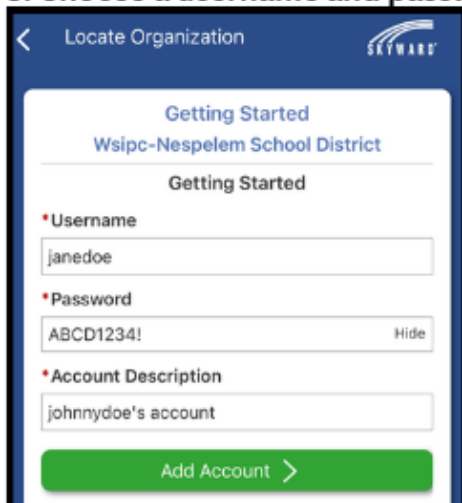 Locate Organization
SKYWARD
Getting Started
Wsipc-Nespelem School District
Getting Started
*Username
janedoe
*Password
ABCD1234!
Hide
*Account Description
johnnydoe's account
Add Account